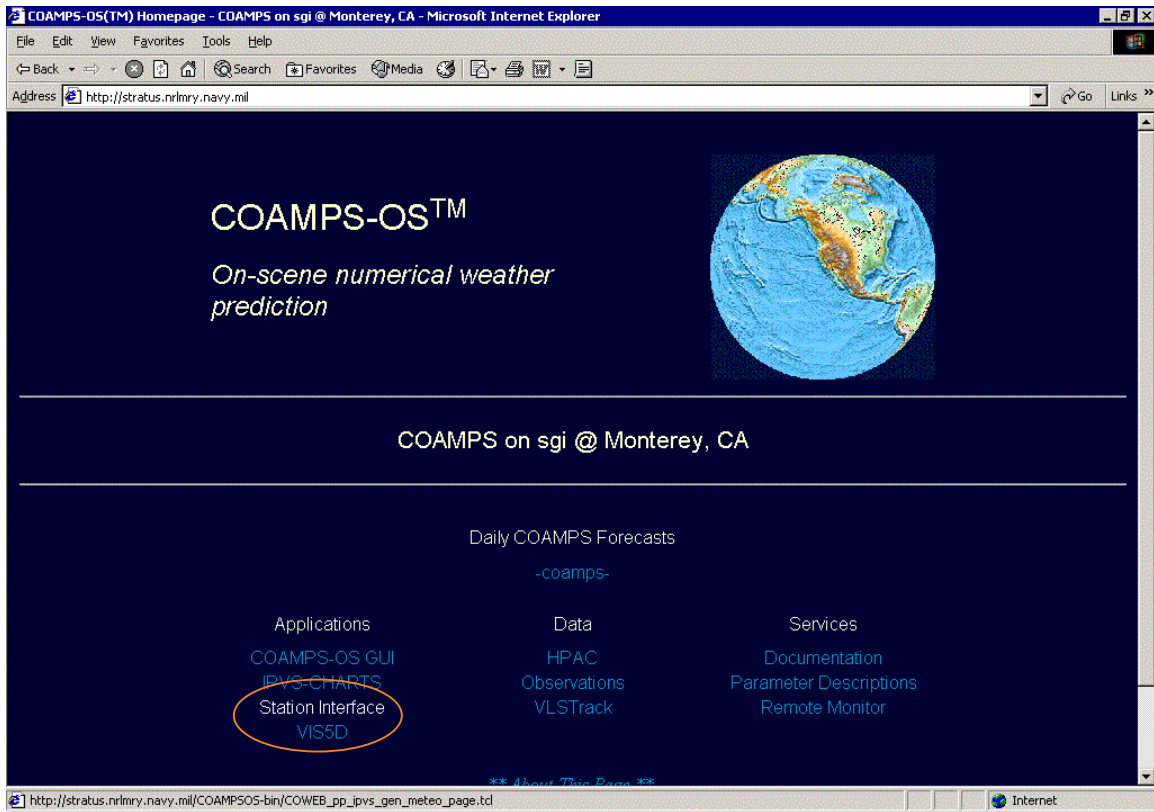 COAMPS-OS(TM) Homepage - COAMPS on sgi @ Monterey, CA - Microsoft Internet Explorer
File Edit View Favorites Tools Help
Back Search Favorites Media
Address http://stratus.nrlmry.navy.mil Go Links »
COAMPS-OS™
On-scene numerical weather
prediction
COAMPS on sgi @ Monterey, CA
Daily COAMPS Forecasts
-coamps-
Applications Data Services
COAMPS-OS GUI HPAC Documentation
IPVS-CHARTS Observations Parameter Descriptions
Station Interface VLSTrack Remote Monitor
VIS5D
** About This Page **
http://stratus.nrlmry.navy.mil/COAMPSOS-bin/COWEB_pp_ipvs_gen_meteo_page.tcl Internet